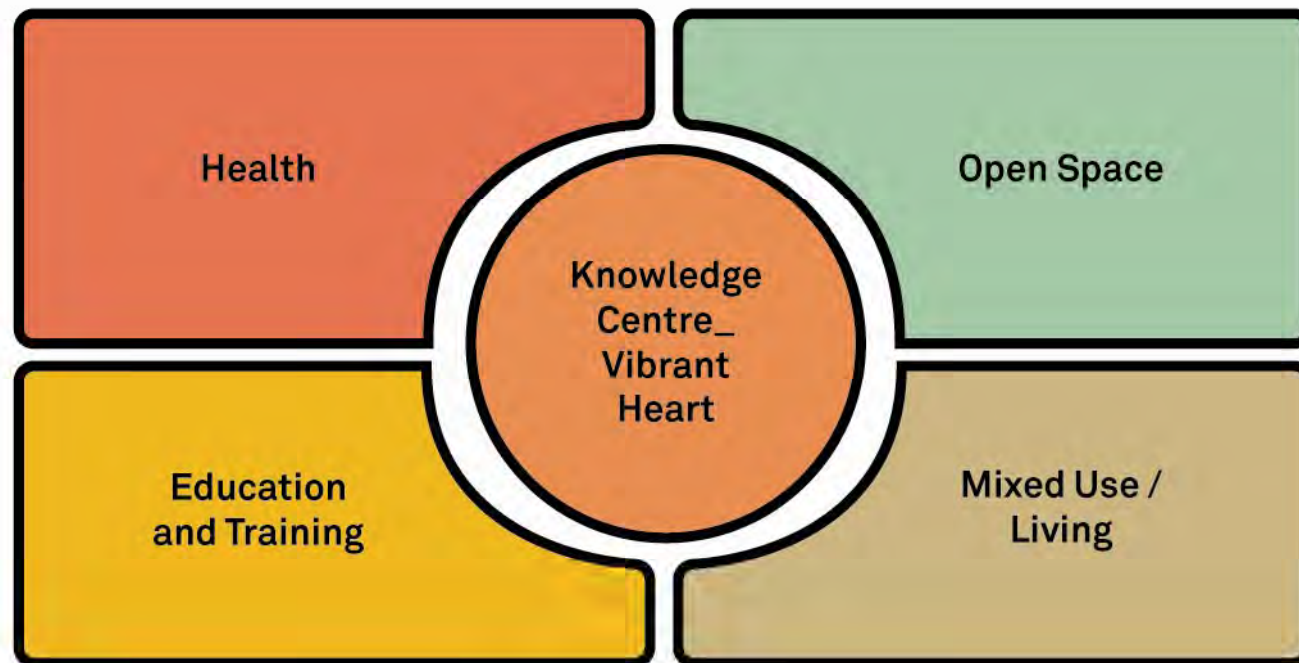 Health
Open Space
Knowledge
Centre_
Vibrant
Heart
Education
and Training
Mixed Use /
Living